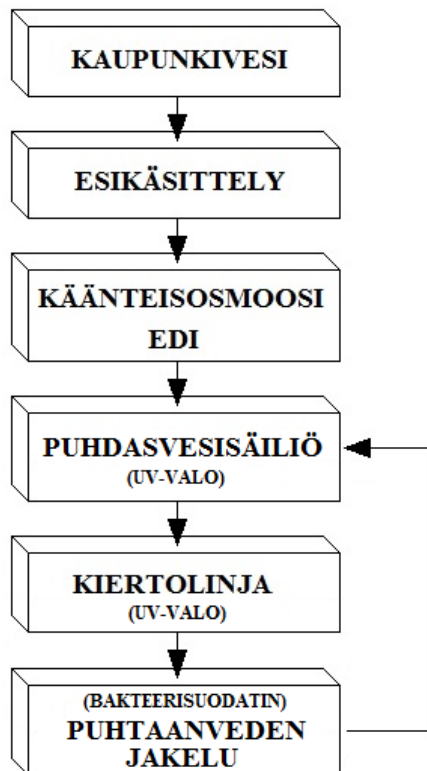 KAUPUNKIVESI
ESIKÄSITTELY
KÄÄNTEISOSMOOSI
EDI
PUHDASVESISÄILIÖ
(UV-VALO)
KIERTOLINJA
(UV-VALO)
(BAKTEERISUODATIN)
PUHTAANVEDEN
JAKELU